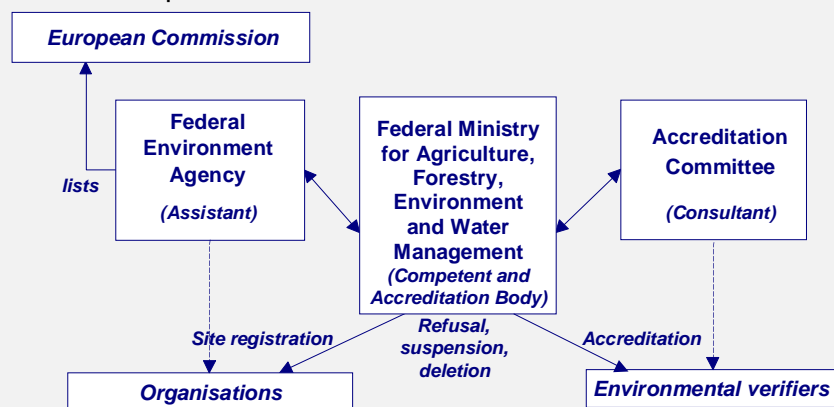 European Commission
lists
Federal
Environment
Agency
(Assistant)
Federal Ministry
for Agriculture,
Forestry,
Environment
and Water
Management
(Competent and
Accreditation Body)
Accreditation
Committee
(Consultant)
Site registration
Refusal,
suspension,
deletion
Accreditation
Organisations
Environmental verifiers